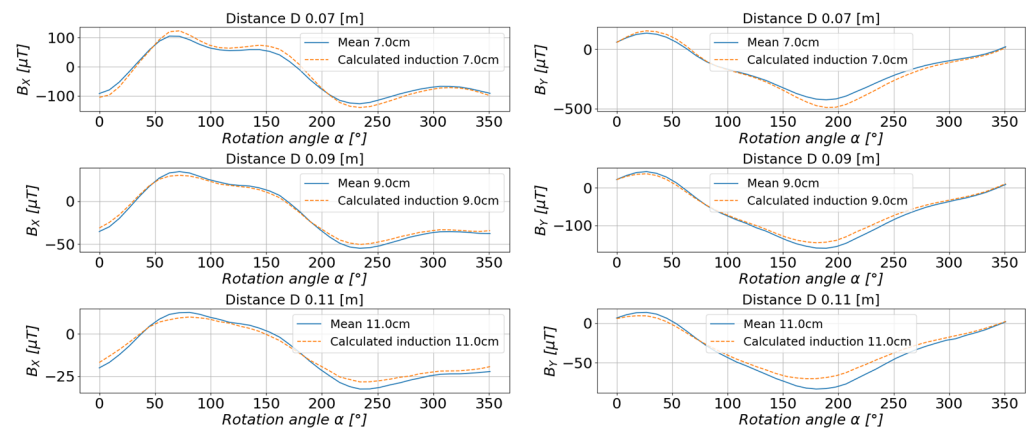 Distance D 0.07 [m]
B_X [μT]
100
0
−100
Mean 7.0cm
Calculated induction 7.0cm
0 50 100 150 200 250 300 350
Rotation angle α [°]
Distance D 0.07 [m]
B_Y [μT]
0
−500
Mean 7.0cm
Calculated induction 7.0cm
0 50 100 150 200 250 300 350
Rotation angle α [°]
Distance D 0.09 [m]
B_X [μT]
0
−50
Mean 9.0cm
Calculated induction 9.0cm
0 50 100 150 200 250 300 350
Rotation angle α [°]
Distance D 0.09 [m]
B_Y [μT]
0
−100
Mean 9.0cm
Calculated induction 9.0cm
0 50 100 150 200 250 300 350
Rotation angle α [°]
Distance D 0.11 [m]
B_X [μT]
0
−25
Mean 11.0cm
Calculated induction 11.0cm
0 50 100 150 200 250 300 350
Rotation angle α [°]
Distance D 0.11 [m]
B_Y [μT]
0
−50
Mean 11.0cm
Calculated induction 11.0cm
0 50 100 150 200 250 300 350
Rotation angle α [°]